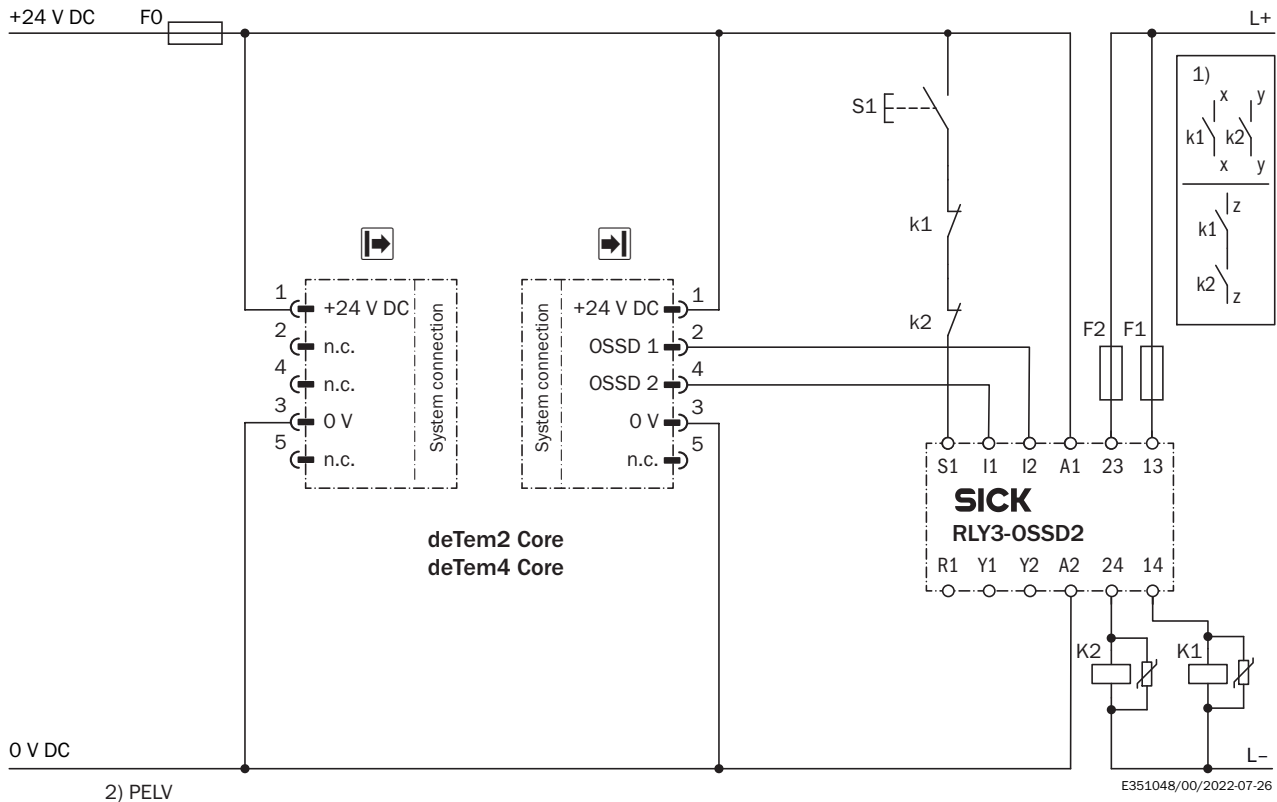 +24 V DC
F0
L+
1)
x
y
k1
k2
x
y
z
k1
k2
z
S1
k1
k2
1
+24 V DC
2
n.c.
4
n.c.
3
0 V
5
n.c.
System connection
System connection
+24 V DC
1
OSSD 1
2
OSSD 2
4
0 V
3
n.c.
5
F2
F1
deTem2 Core
deTem4 Core
S1 I1 I2 A1 23 13
SICK
RLY3-OSSD2
R1 Y1 Y2 A2 24 14
K2
K1
0 V DC
L–
2) PELV
E351048/00/2022-07-26